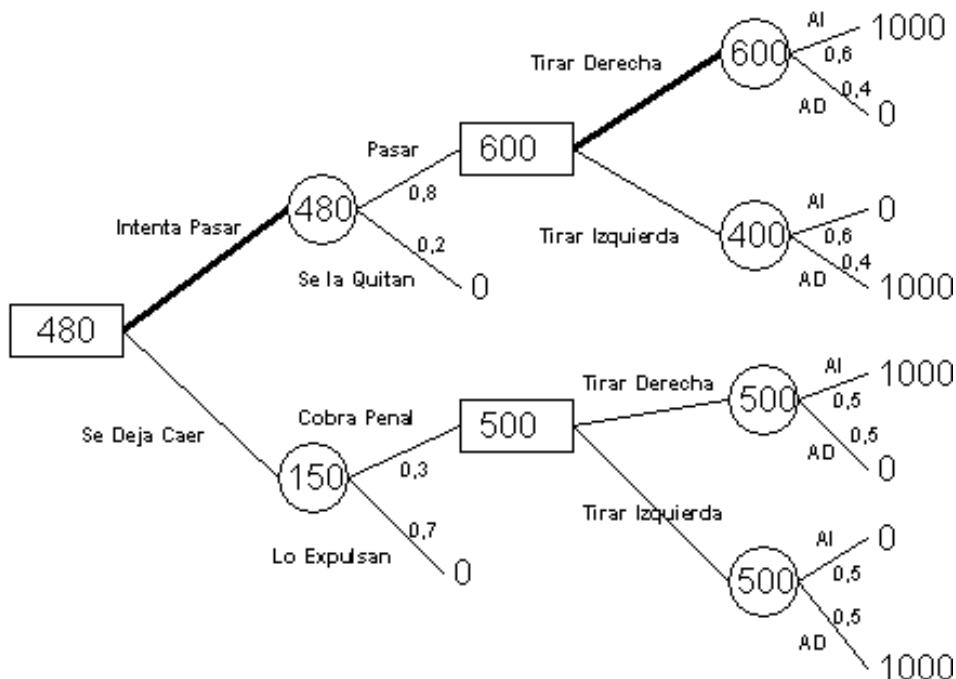 AI
1000
600
0,6
Tirar Derecha
0,4
AD
0
Pasar
600
0,8
480
AI
0
0,6
Intenta Pasar
Tirar Izquierda
400
0,2
0,4
AD
Se la Quitan
0
1000
480
AI
1000
Tirar Derecha
500
0,5
Cobra Penal
500
0,5
Se Deja Caer
AD
0
150
0,3
Tirar Izquierda
0,7
AI
0
Lo Expulsan
0
500
0,5
0,5
AD
1000